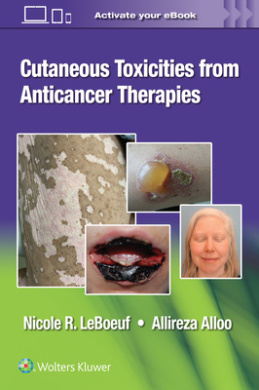 Activate your eBook
Cutaneous Toxicities from
Anticancer Therapies
Nicole R. LeBoeuf • Allireza Alloo
Wolters Kluwer